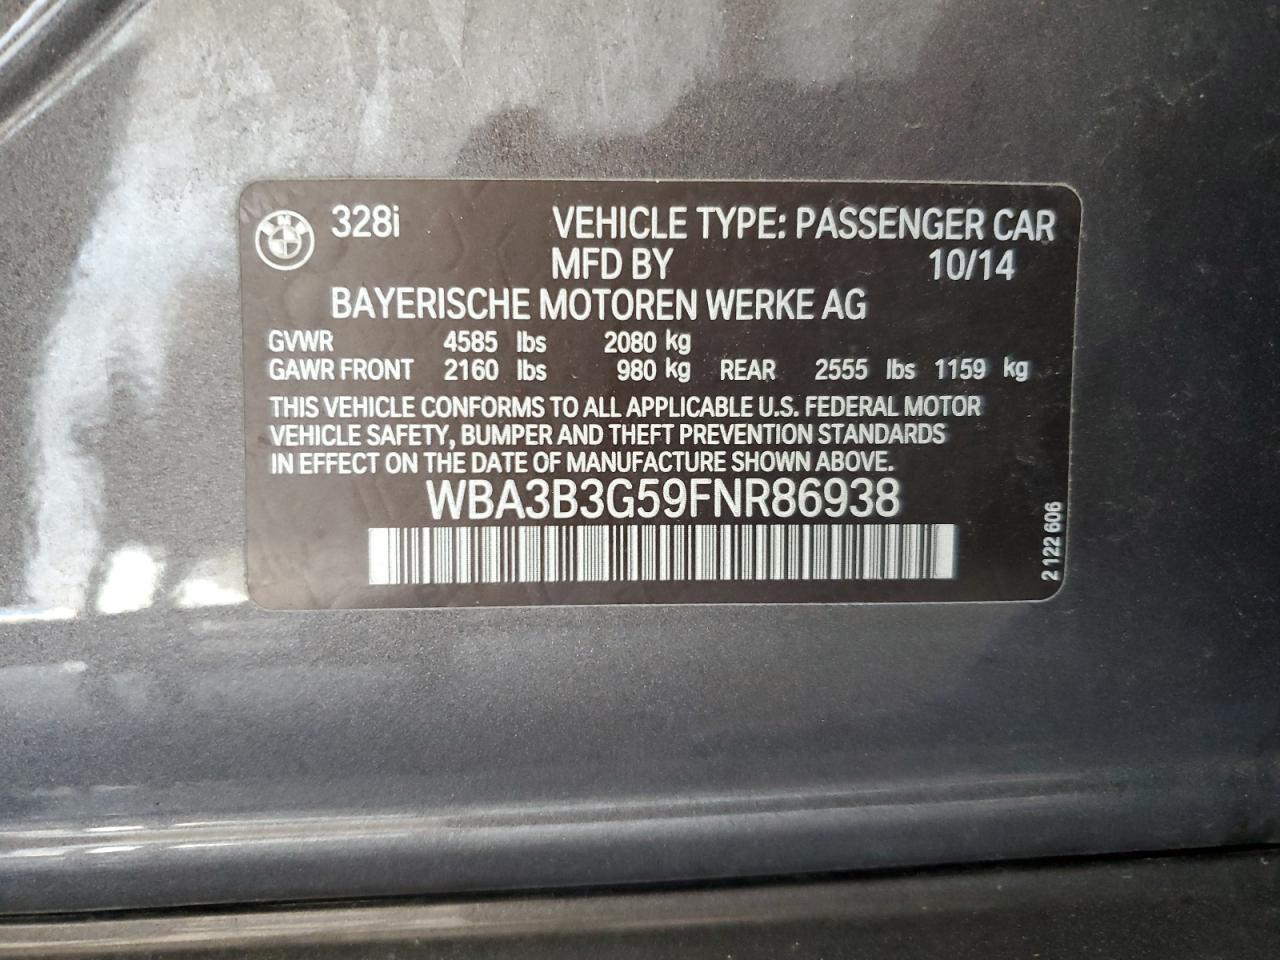 328i VEHICLE TYPE: PASSENGER CAR
MFD BY 10/14
BAYERISCHE MOTOREN WERKE AG
GVWR 4585 lbs 2080 kg
GAWR FRONT 2160 lbs 980 kg REAR 2555 lbs 1159 kg
THIS VEHICLE CONFORMS TO ALL APPLICABLE U.S. FEDERAL MOTOR
VEHICLE SAFETY, BUMPER AND THEFT PREVENTION STANDARDS
IN EFFECT ON THE DATE OF MANUFACTURE SHOWN ABOVE.
WBA3B3G59FNR86938
2 122 606